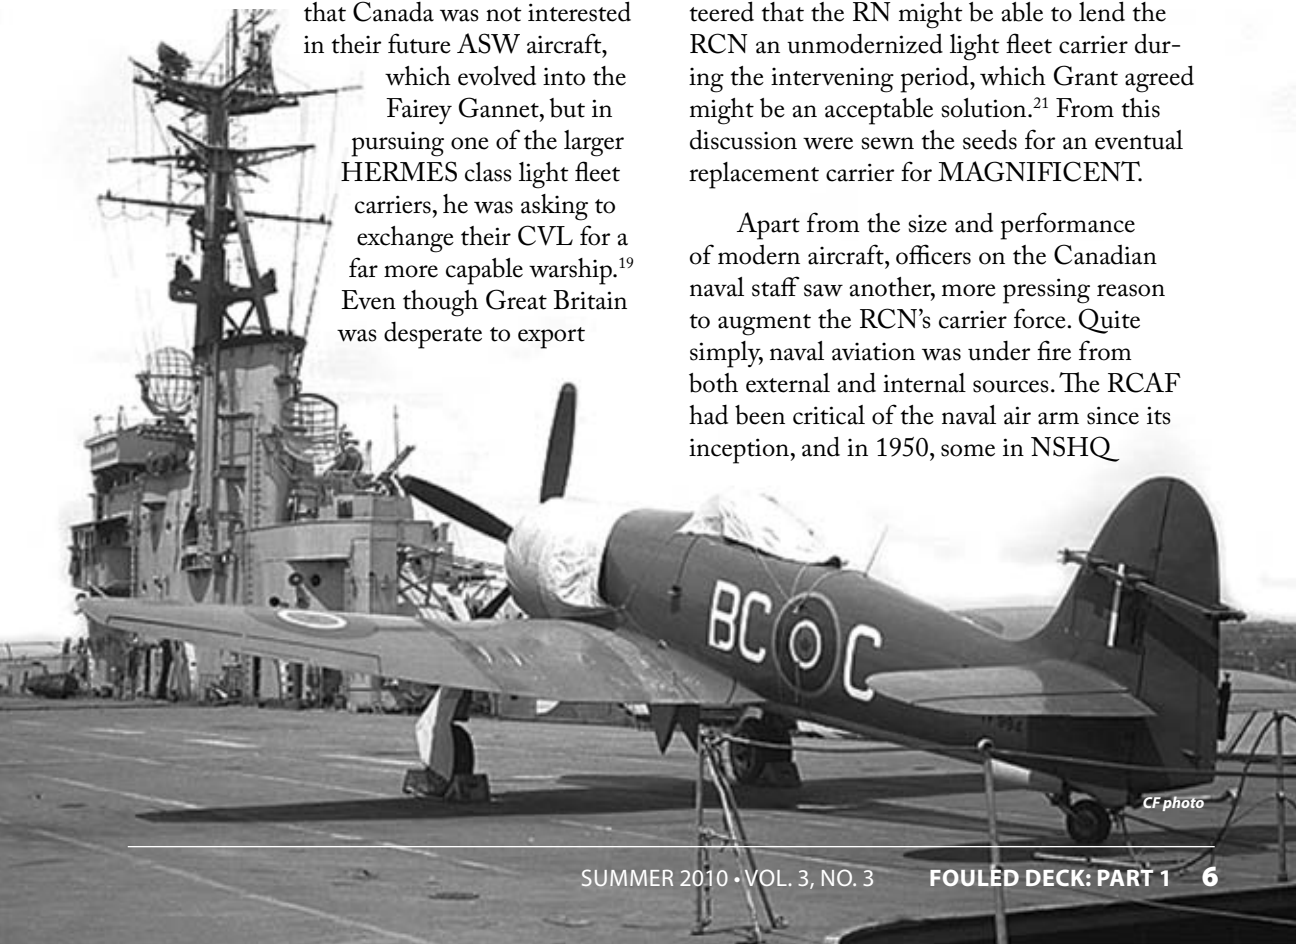 that Canada was not interested
in their future ASW aircraft,
which evolved into the
Fairey Gannet, but in
pursuing one of the larger
HERMES class light fleet
carriers, he was asking to
exchange their CVL for a
far more capable warship.19
Even though Great Britain
was desperate to export
teered that the RN might be able to lend the
RCN an unmodernized light fleet carrier dur-
ing the intervening period, which Grant agreed
might be an acceptable solution.21 From this
discussion were sewn the seeds for an eventual
replacement carrier for MAGNIFICENT.
Apart from the size and performance
of modern aircraft, officers on the Canadian
naval staff saw another, more pressing reason
to augment the RCN’s carrier force. Quite
simply, naval aviation was under fire from
both external and internal sources. The RCAF
had been critical of the naval air arm since its
inception, and in 1950, some in NSHQ
BC C
CF photo
SUMMER 2010 • VOL. 3, NO. 3 FOULED DECK: PART 1 6